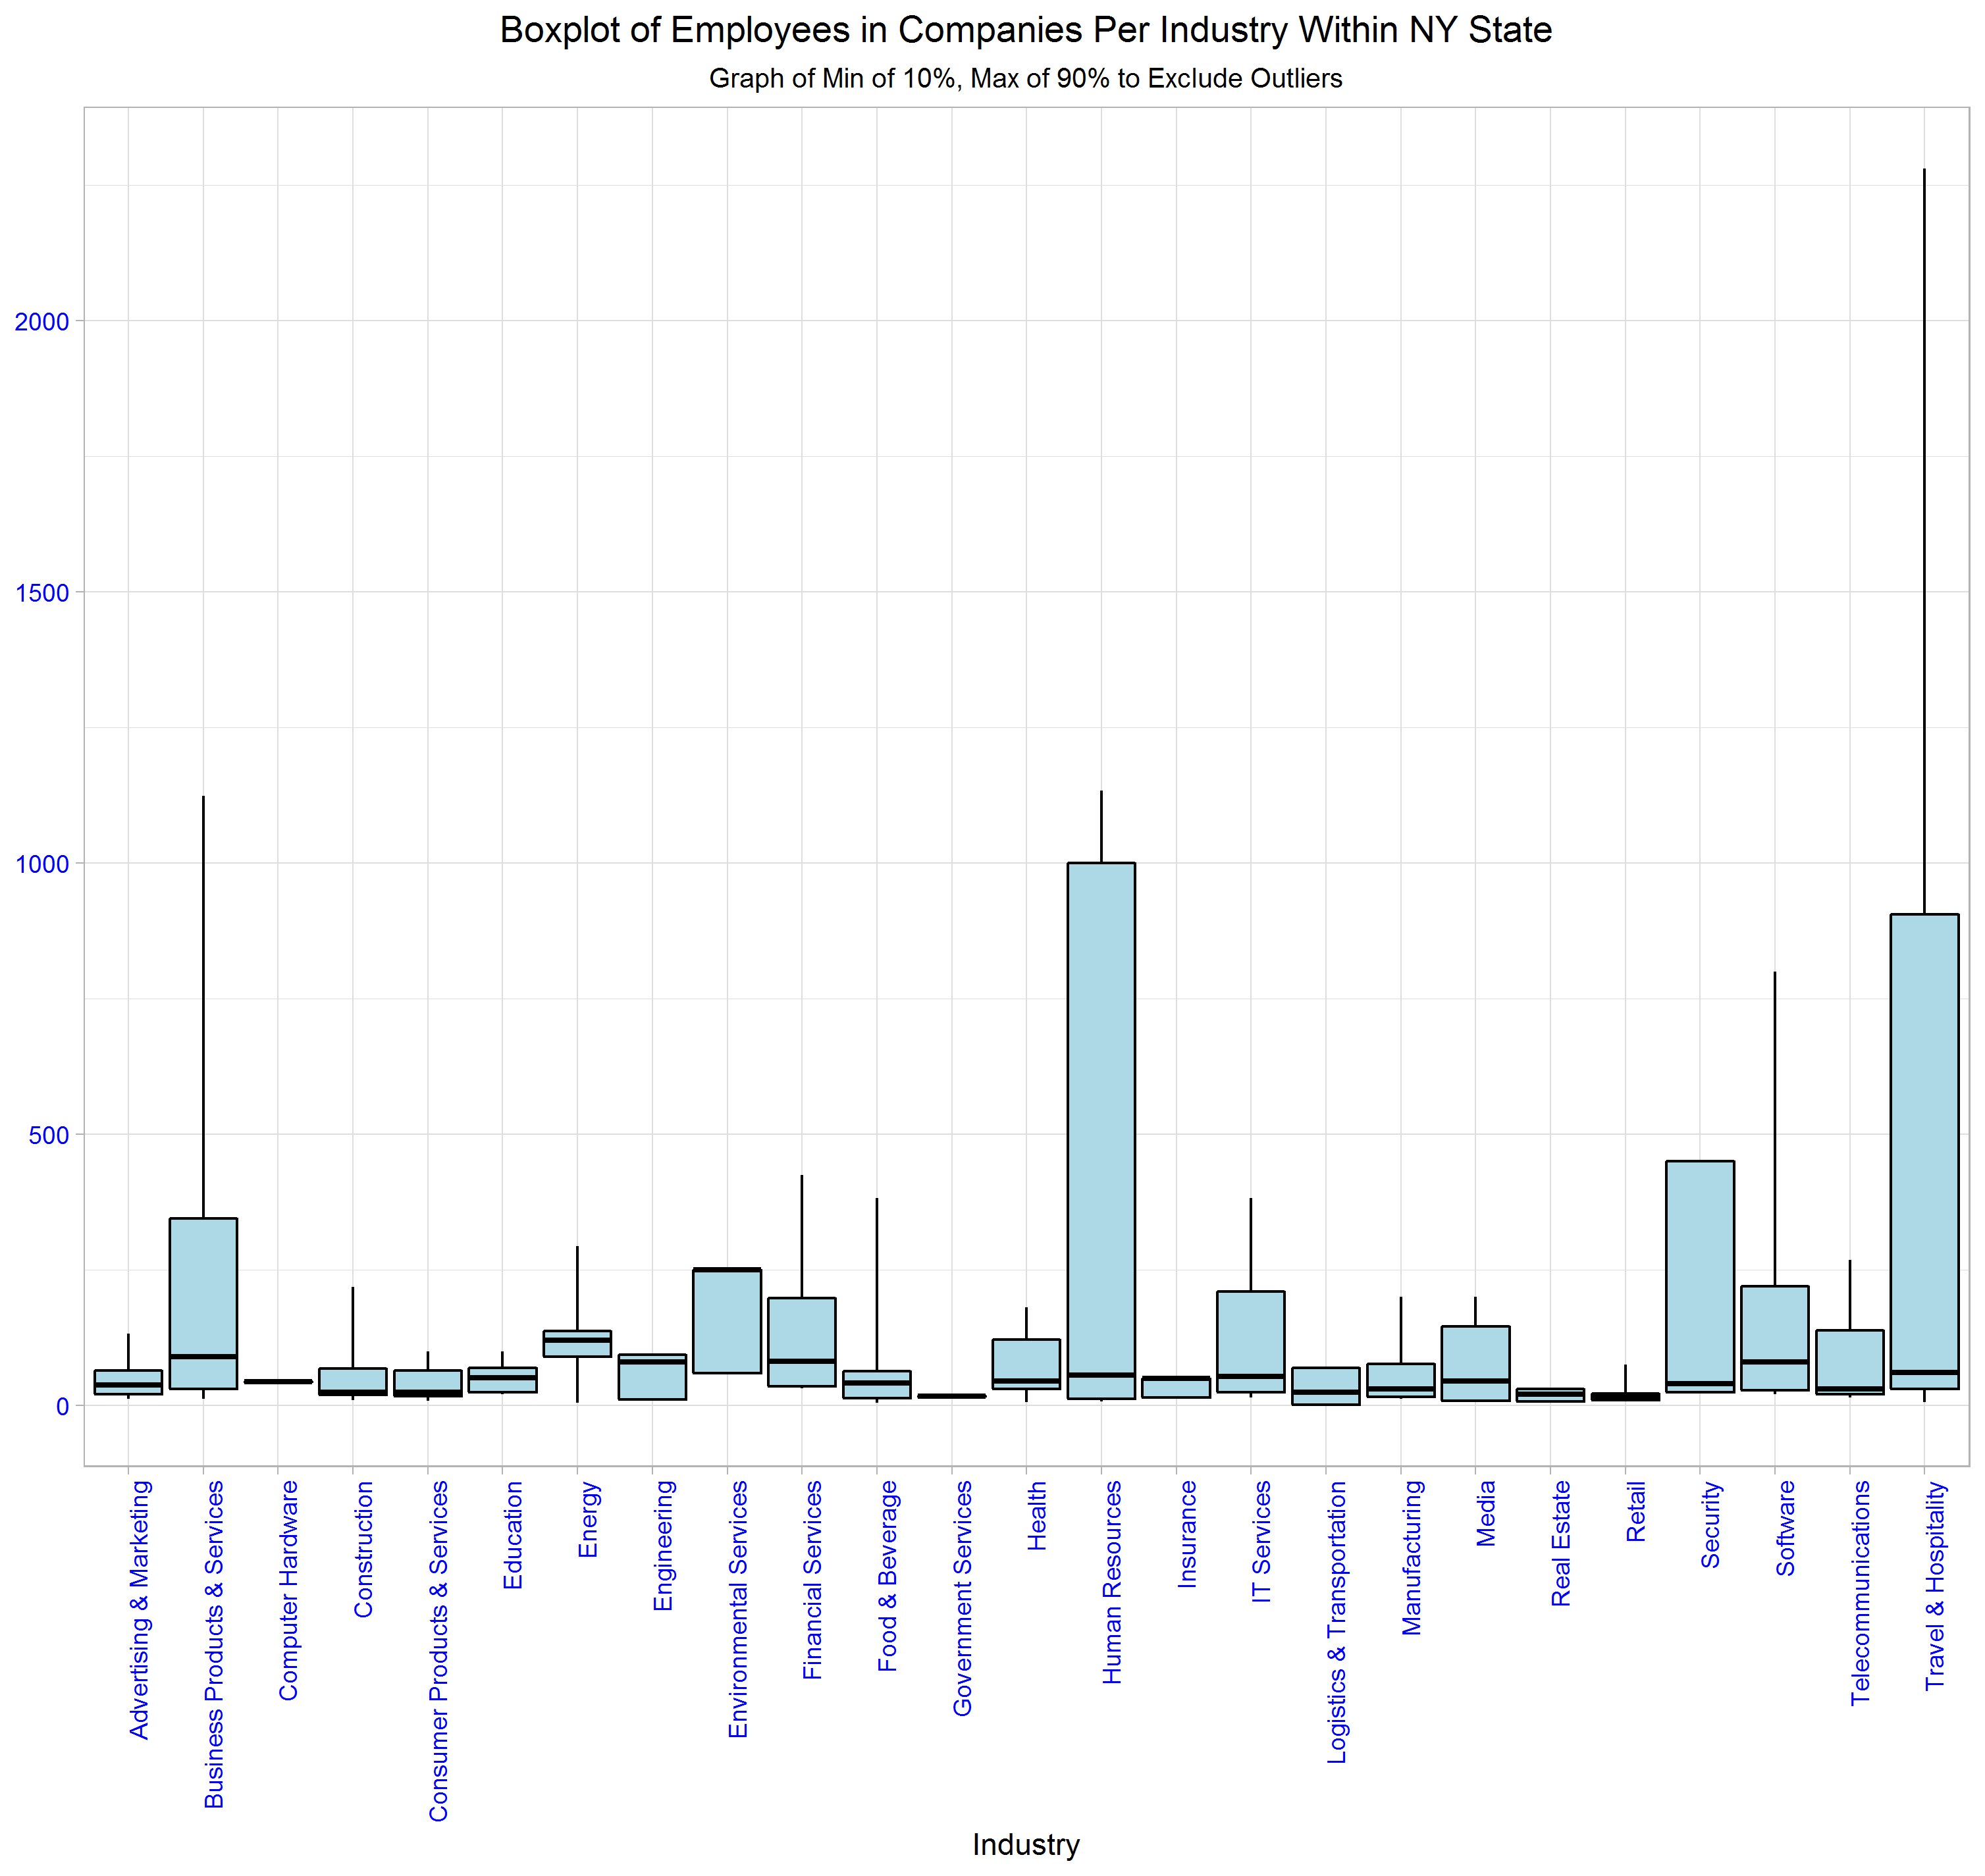 Boxplot of Employees in Companies Per Industry Within NY State
Graph of Min of 10%, Max of 90% to Exclude Outliers
2000
1500
1000
500
0
Advertising & Marketing
Business Products & Services
Computer Hardware
Construction
Consumer Products & Services
Education
Energy
Engineering
Environmental Services
Financial Services
Food & Beverage
Government Services
Health
Human Resources
Insurance
IT Services
Logistics & Transportation
Manufacturing
Media
Real Estate
Retail
Security
Software
Telecommunications
Travel & Hospitality
Industry